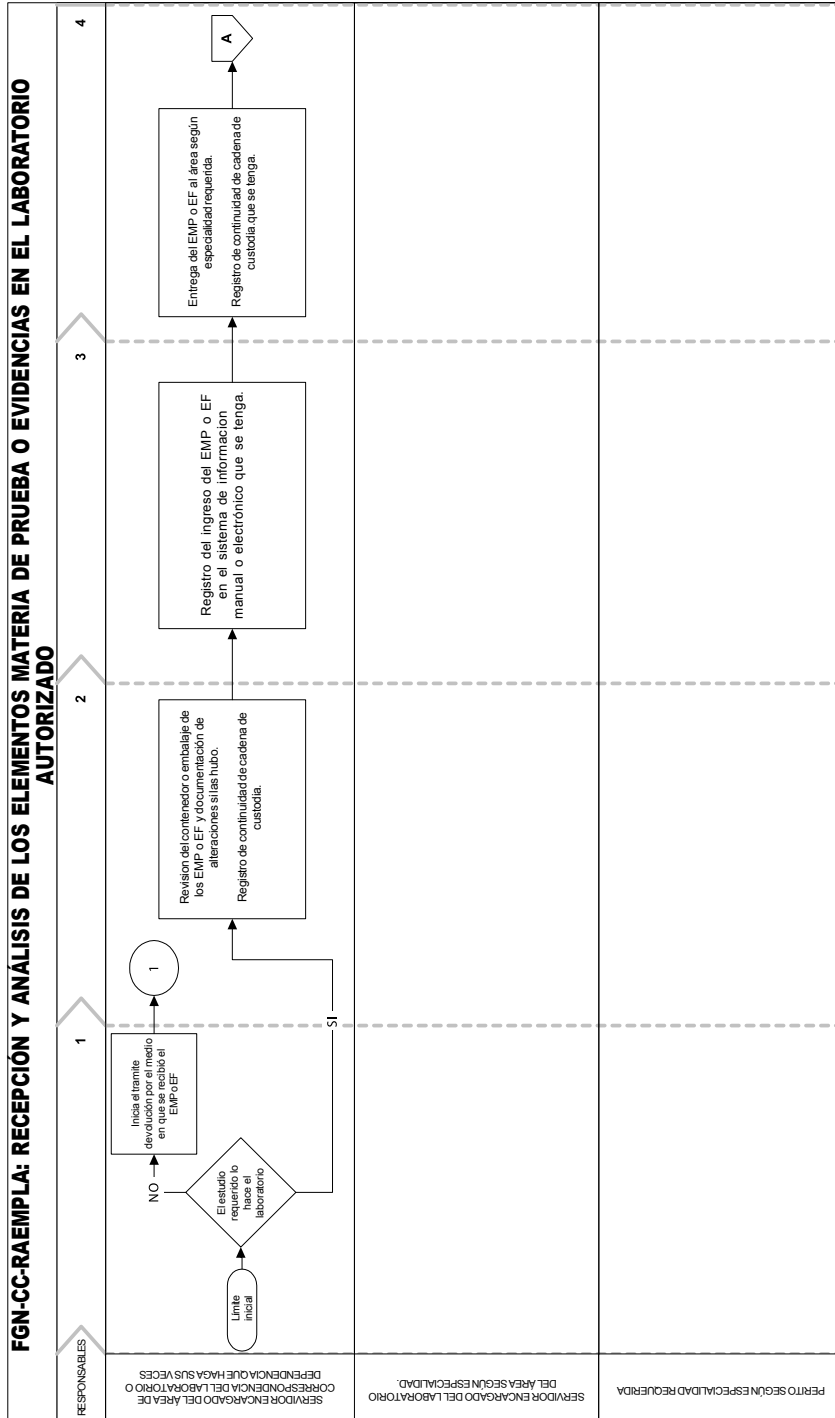 FGN-CC-RAEMPLA: RECEPCIÓN Y ANÁLISIS DE LOS ELEMENTOS MATERIA DE PRUEBA O EVIDENCIAS EN EL LABORATORIO
AUTORIZADO
RESPONSABLES
1
2
3
4
SERVIDOR ENCARGADO DEL ÁREA DE
CORRESPONDENCIA DEL LABORATORIO O
DEPENDENCIA QUE HAGA SUS VECES
Límite
inicial
El estudio
requerido lo
hace el
laboratorio
NO
Inicia el tramite
devolución por el medio
en que se recibió el
EMP o EF
1
SI
Revision del contenedor o embalaje de
los EMP o EF y documentación de
alteraciones si las hubo.
Registro de continuidad de cadena de
custodia.
Registro del ingreso del EMP o EF
en el sistema de informacion
manual o electrónico que se tenga.
Entrega del EMP o EF al área según
especialidad requerida.
Registro de continuidad de cadena de
custodia.que se tenga.
A
SERVIDOR ENCARGADO DEL LABORATORIO
DEL ÁREA SEGÚN ESPECIALIDAD.
PERITO SEGÚN ESPECIALIDAD REQUERIDA